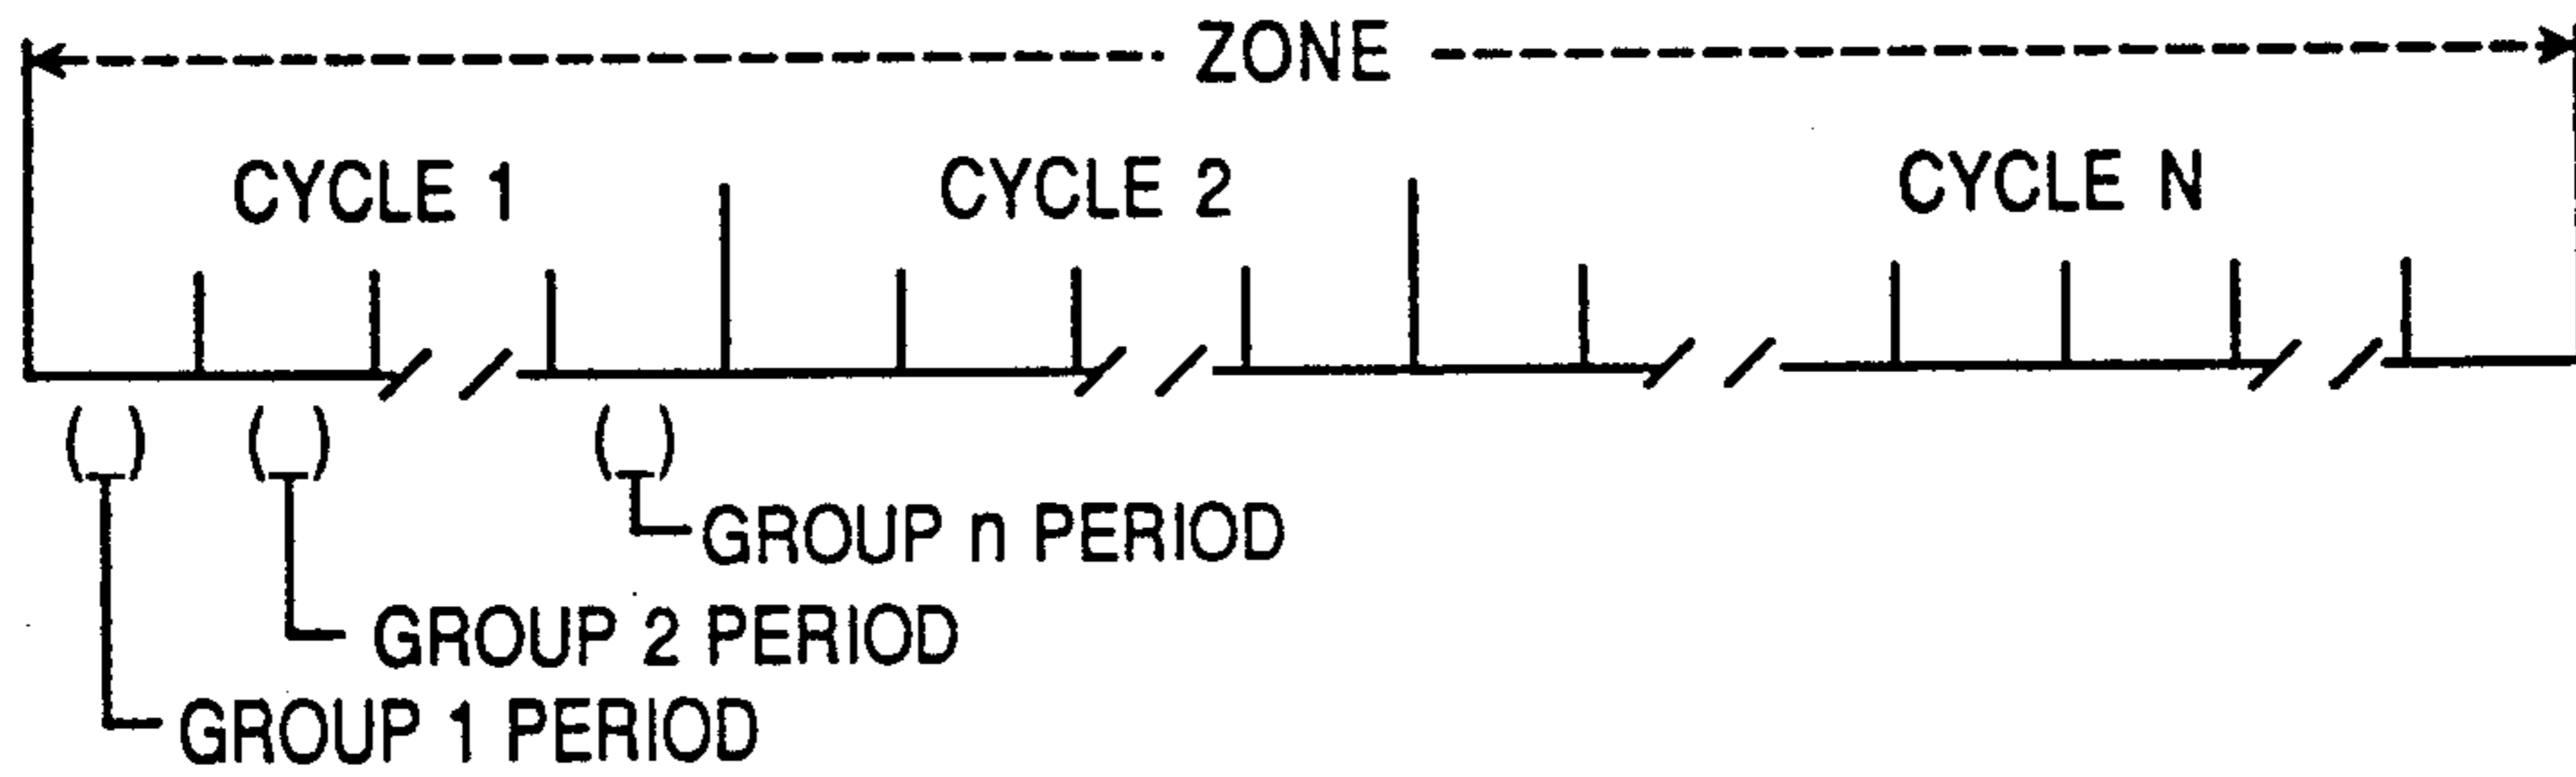 ZONE
CYCLE 1 CYCLE 2 CYCLE N
GROUP n PERIOD
GROUP 2 PERIOD
GROUP 1 PERIOD